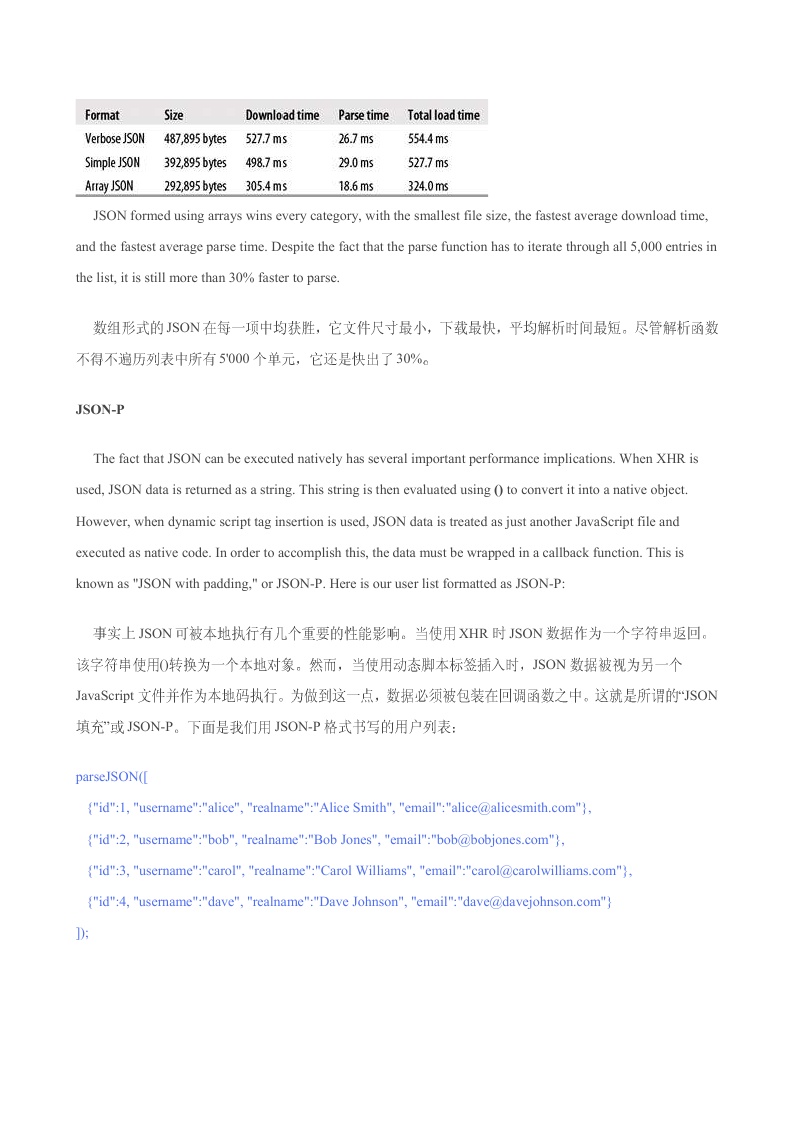 Format Size Download time Parse time Total load time
Verbose JSON 487,895 bytes 527.7 ms 26.7 ms 554.4 ms
Simple JSON 392,895 bytes 498.7 ms 29.0 ms 527.7 ms
Array JSON 292,895 bytes 305.4 ms 18.6 ms 324.0 ms
JSON formed using arrays wins every category, with the smallest file size, the fastest average download time,
and the fastest average parse time. Despite the fact that the parse function has to iterate through all 5,000 entries in
the list, it is still more than 30% faster to parse.
数组形式的 JSON 在每一项中均获胜，它文件尺寸最小，下载最快，平均解析时间最短。尽管解析函数
不得不遍历列表中所有 5'000 个单元，它还是快出了 30%。
JSON-P
The fact that JSON can be executed natively has several important performance implications. When XHR is
used, JSON data is returned as a string. This string is then evaluated using () to convert it into a native object.
However, when dynamic script tag insertion is used, JSON data is treated as just another JavaScript file and
executed as native code. In order to accomplish this, the data must be wrapped in a callback function. This is
known as "JSON with padding," or JSON-P. Here is our user list formatted as JSON-P:
事实上 JSON 可被本地执行有几个重要的性能影响。当使用 XHR 时 JSON 数据作为一个字符串返回。
该字符串使用()转换为一个本地对象。然而，当使用动态脚本标签插入时，JSON 数据被视为另一个
JavaScript 文件并作为本地码执行。为做到这一点，数据必须被包装在回调函数之中。这就是所谓的“JSON
填充”或 JSON-P。下面是我们用 JSON-P 格式书写的用户列表：
parseJSON([
{"id":1, "username":"alice", "realname":"Alice Smith", "email":"alice@alicesmith.com"},
{"id":2, "username":"bob", "realname":"Bob Jones", "email":"bob@bobjones.com"},
{"id":3, "username":"carol", "realname":"Carol Williams", "email":"carol@carolwilliams.com"},
{"id":4, "username":"dave", "realname":"Dave Johnson", "email":"dave@davejohnson.com"}
]);